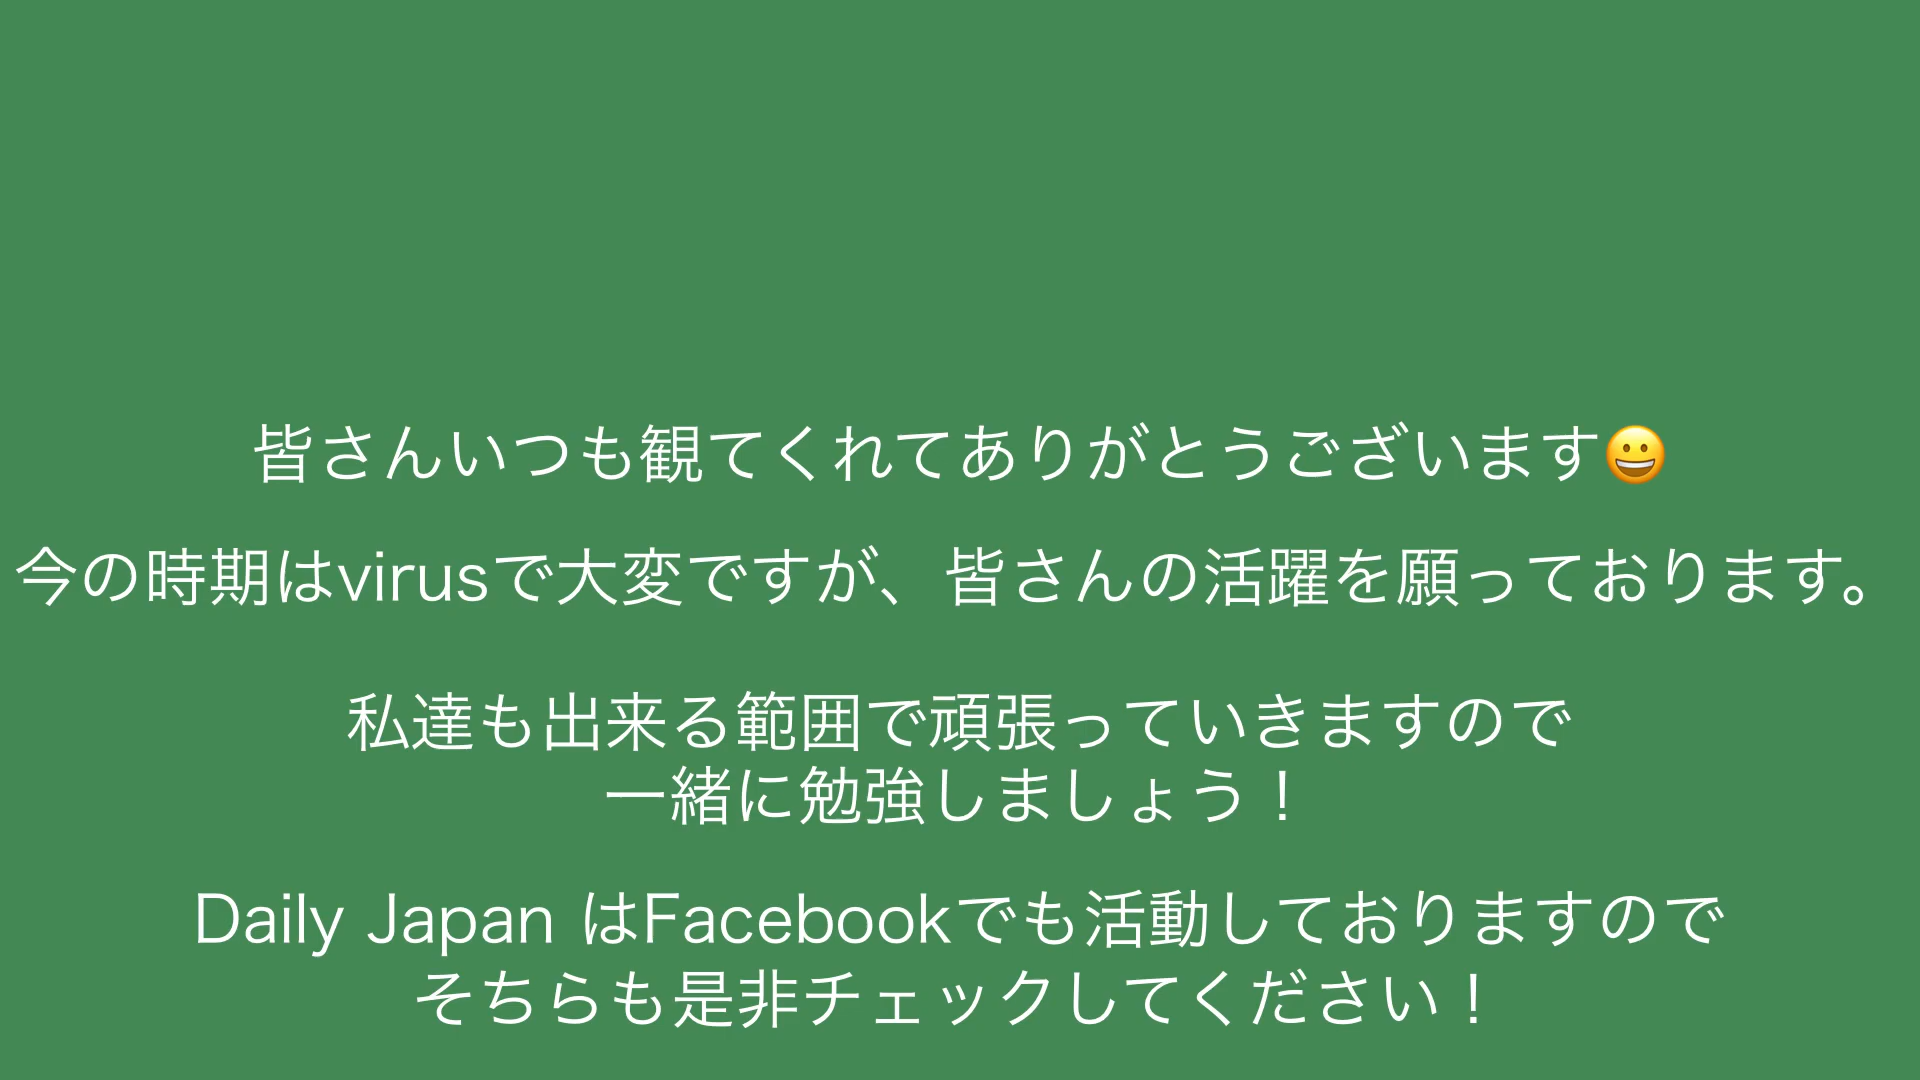 皆さんいつも観てくれてありがとうございます😀
今の時期はvirusで大変ですが、皆さんの活躍を願っております。
私達も出来る範囲で頑張っていきますので
一緒に勉強しましょう！
Daily Japan はFacebookでも活動しておりますので
そちらも是非チェックしてください！